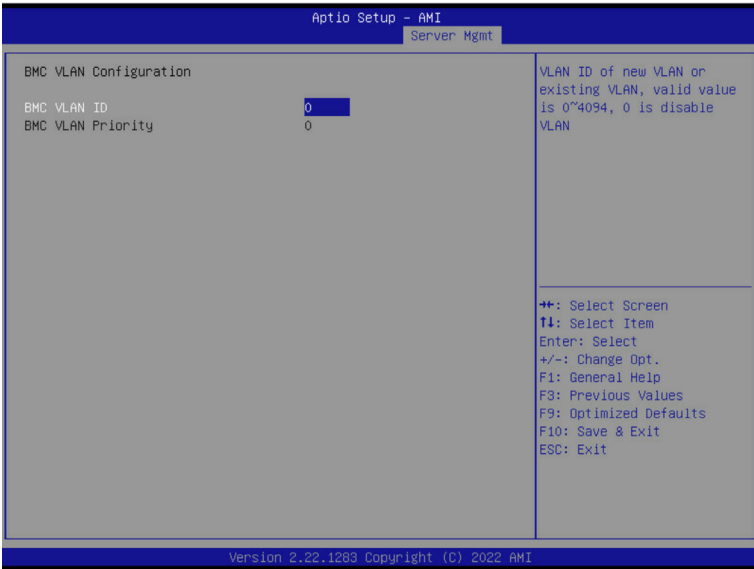 Aptio Setup – AMI
Server Mgmt
BMC VLAN Configuration
BMC VLAN ID 0
BMC VLAN Priority 0
VLAN ID of new VLAN or
existing VLAN, valid value
is 0~4094, 0 is disable
VLAN
→←: Select Screen
↑↓: Select Item
Enter: Select
+/-: Change Opt.
F1: General Help
F3: Previous Values
F9: Optimized Defaults
F10: Save & Exit
ESC: Exit
Version 2.22.1283 Copyright (C) 2022 AMI